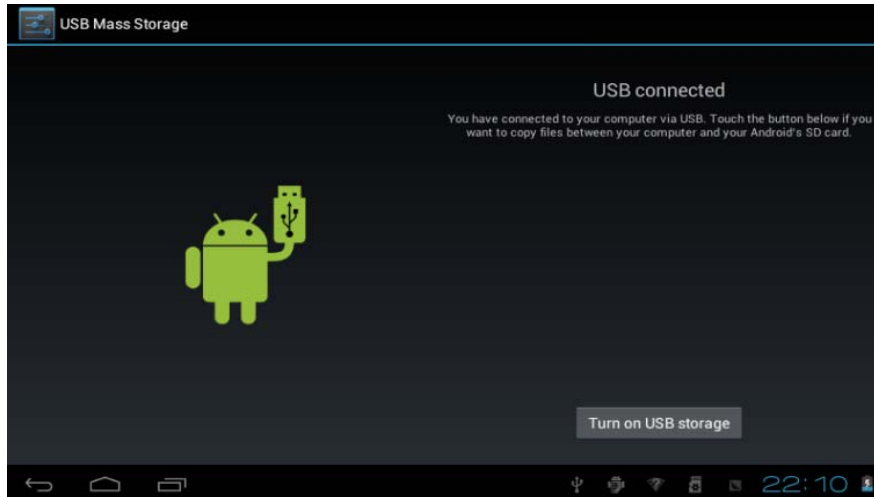 USB Mass Storage
USB connected
You have connected to your computer via USB. Touch the button below if you
want to copy files between your computer and your Android's SD card.
Turn on USB storage
22:10